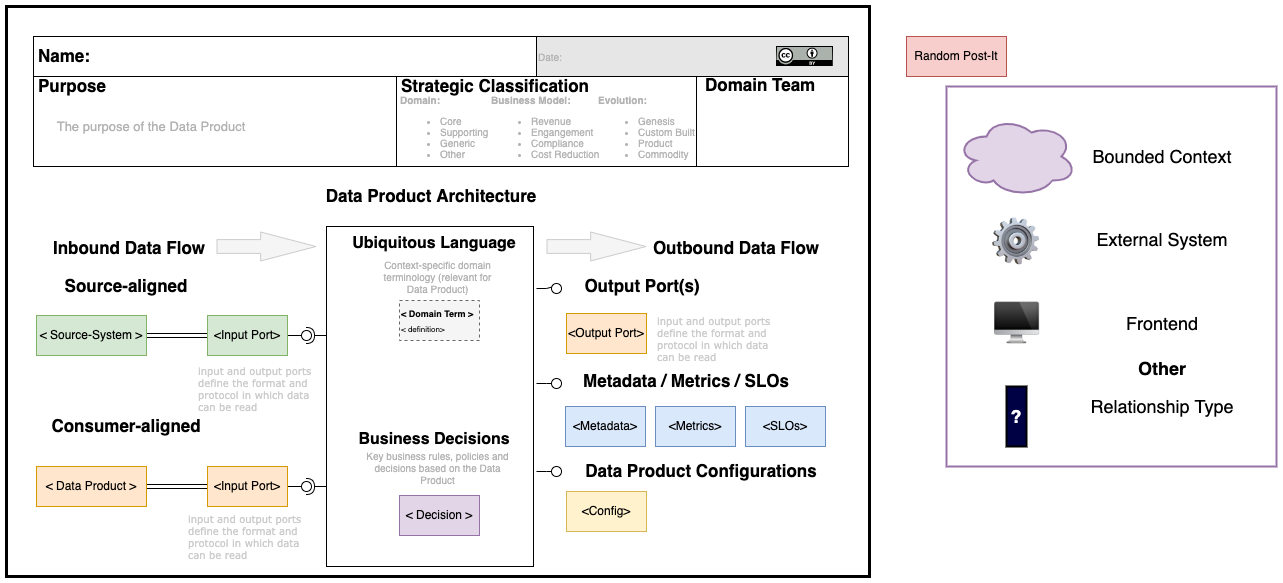 Name:
Date:
cc
BY
Purpose
The purpose of the Data Product
Strategic Classification
Domain:
Core
Supporting
Generic
Other
Business Model:
Revenue
Engangement
Compliance
Cost Reduction
Evolution:
Genesis
Custom Built
Product
Commodity
Domain Team
Data Product Architecture
Inbound Data Flow
Source-aligned
< Source-System >
<Input Port>
Input and output ports
define the format and
protocol in which data
can be read
Consumer-aligned
< Data Product >
<Input Port>
Input and output ports
define the format and
protocol in which data
can be read
Ubiquitous Language
Context-specific domain
terminology (relevant for
Data Product)
< Domain Term >
< definition>
Business Decisions
Key business rules, policies and
decisions based on the Data
Product
< Decision >
Outbound Data Flow
Output Port(s)
<Output Port>
Input and output ports
define the format and
protocol in which data
can be read
Metadata / Metrics / SLOs
<Metadata>
<Metrics>
<SLOs>
Data Product Configurations
<Config>
Random Post-It
Bounded Context
External System
Frontend
Other
?
Relationship Type